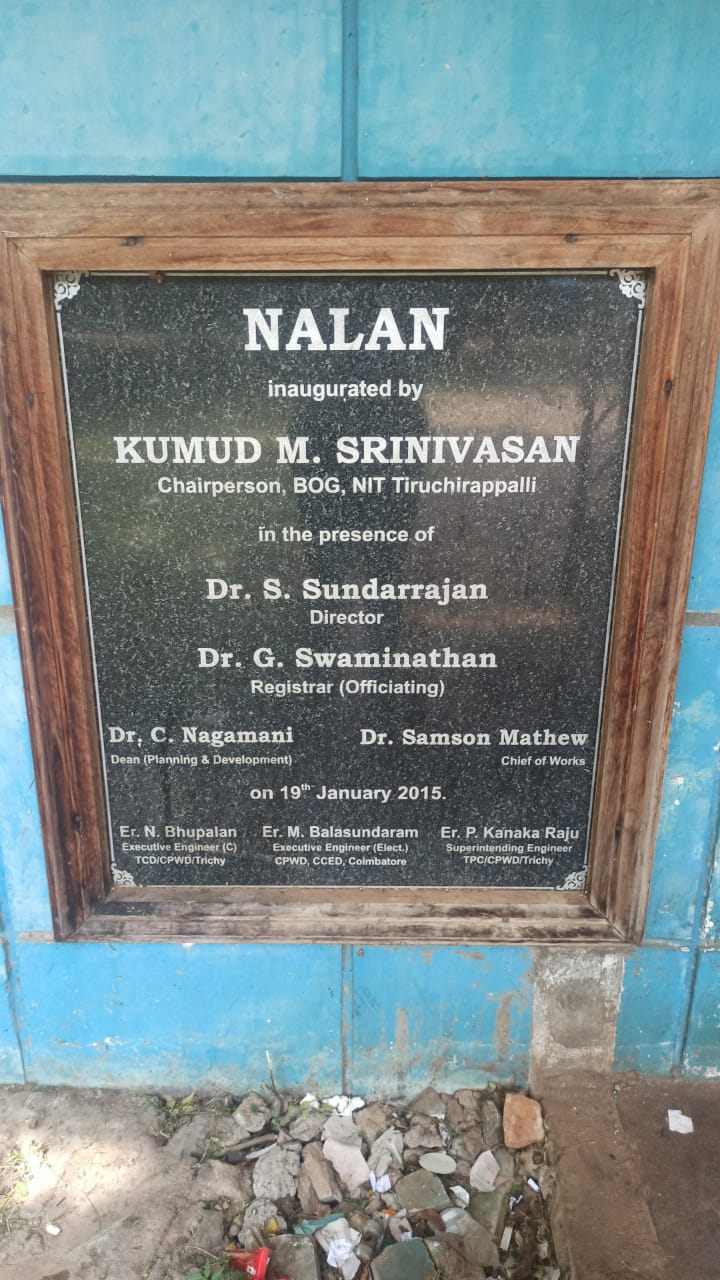 NALAN
inaugurated by
KUMUD M. SRINIVASAN
Chairperson, BOG, NIT Tiruchirappalli
in the presence of
Dr. S. Sundarrajan
Director
Dr. G. Swaminathan
Registrar (Officiating)
Dr. C. Nagamani Dr. Samson Mathew
Dean (Planning & Development) Chief of Works
on 19th January 2015.
Er. N. Bhupalan Er. M. Balasundaram Er. P. Kanaka Raju
Executive Engineer (C) Executive Engineer (Elect.) Superintending Engineer
TCD/CPWD/Trichy CPWD, CCED, Coimbatore TPC/CPWD/Trichy